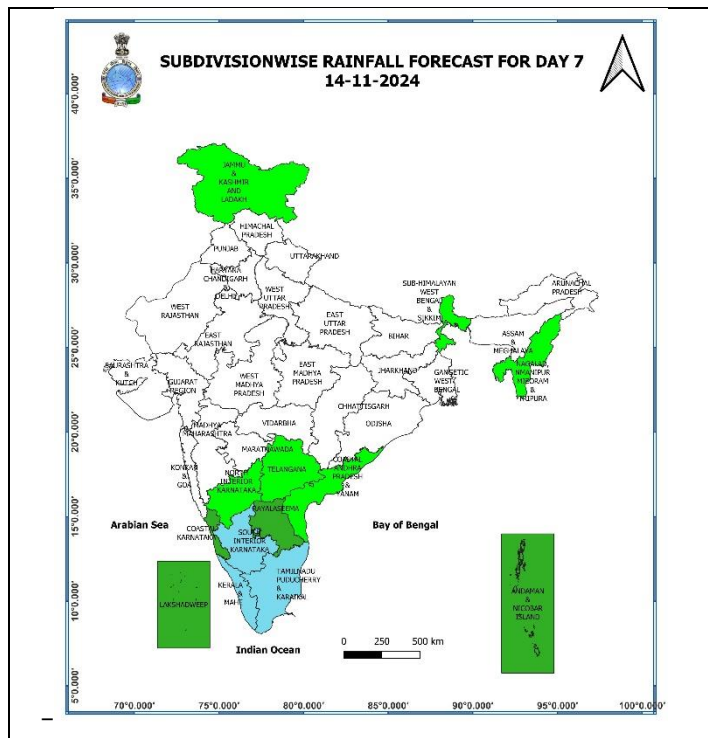 SUBDIVISIONWISE RAINFALL FORECAST FOR DAY 7
14-11-2024
40°0.000'
35°0.000'
30°0.000'
25°0.000'
20°0.000'
15°0.000'
10°0.000'
5°0.000'
JAMMU
&
KASHMIR
AND
LADAKH
HIMACHAL
PRADESH
PUNJAB
UTTARAKHAND
CHANDIGARH
DELHI
WEST
UTTAR
PRADESH
WEST
RAJASTHAN
EAST
RAJASTHAN
EAST
UTTAR
PRADESH
SUB-HIMALAYAN
WEST
BENGAL
&
SIKKIM
ARUNACHAL
PRADESH
ASSAM
&
MEGHALAYA
BIHAR
NAGALAND
MANIPUR
MIZORAM
&
TRIPURA
SAURASHTRA
&
KUTCH
GUJARAT
REGION
WEST
MADHYA
PRADESH
EAST
MADHYA
PRADESH
JHARKHAND
GANGETIC
WEST
BENGAL
CHHATTISGARH
ODISHA
VIDARBHA
MADHYA
MAHARASHTRA
MARATHAWADA
TELANGANA
KONKAN
&
GOA
NORTH
INTERIOR
KARNATAKA
COASTAL
ANDHRA
PRADESH
&
YANAM
RAYALASEEMA
Arabian Sea
Bay of Bengal
COASTAL
KARNATAKA
SOUTH
INTERIOR
KARNATAKA
TAMILNADU
PUDUCHERRY
&
KARAIKAL
KERALA
&
MAHE
LAKSHADWEEP
ANDAMAN
&
NICOBAR
ISLAND
Indian Ocean
0 250 500 km
70°0.000' 75°0.000' 80°0.000' 85°0.000' 90°0.000' 95°0.000' 100°0.000'